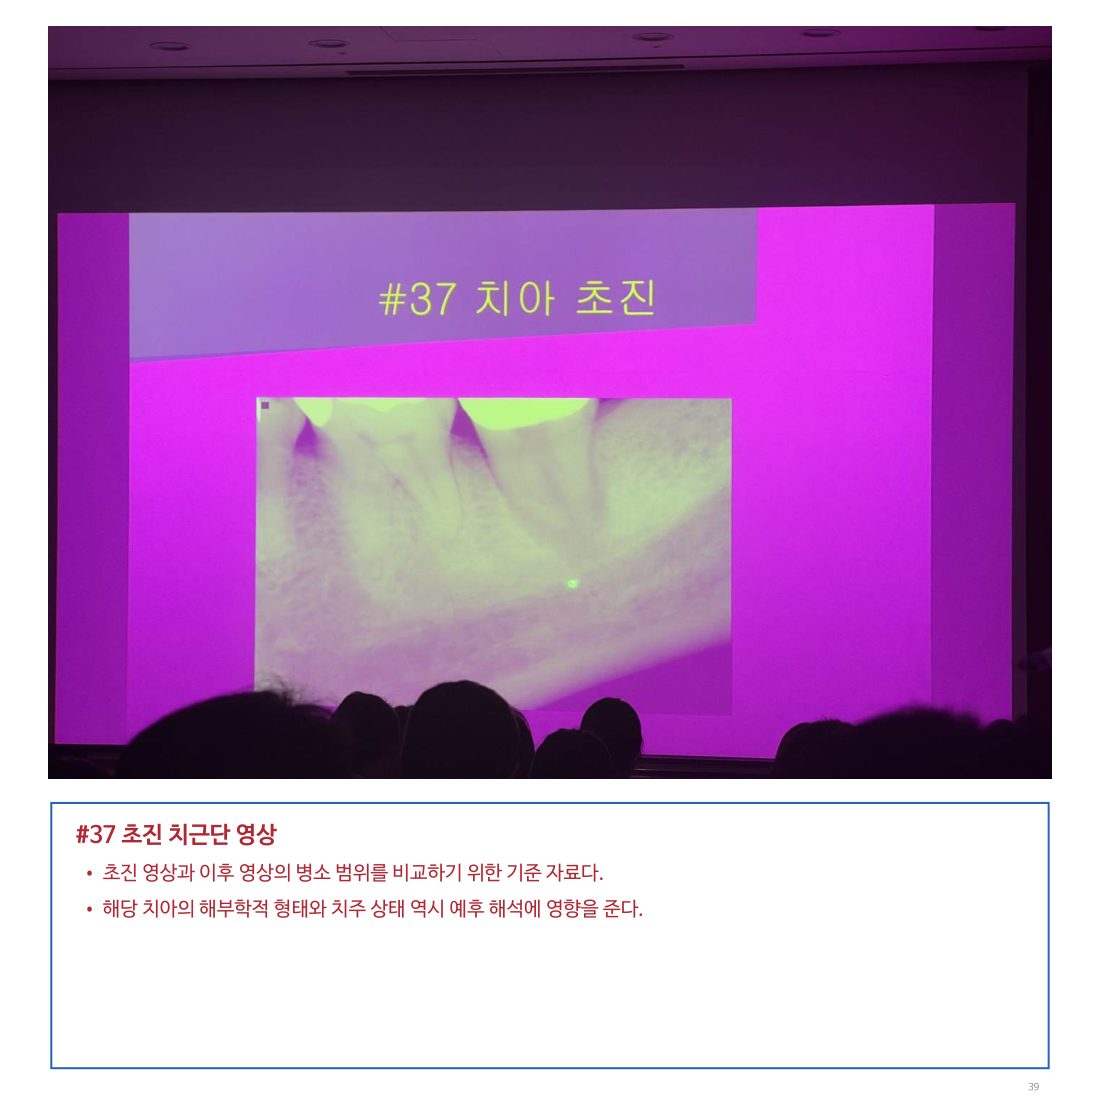 #37 치아 초진
#37 초진 치근단 영상
• 초진 영상과 이후 영상의 병소 범위를 비교하기 위한 기준 자료다.
• 해당 치아의 해부학적 형태와 치주 상태 역시 예후 해석에 영향을 준다.
39